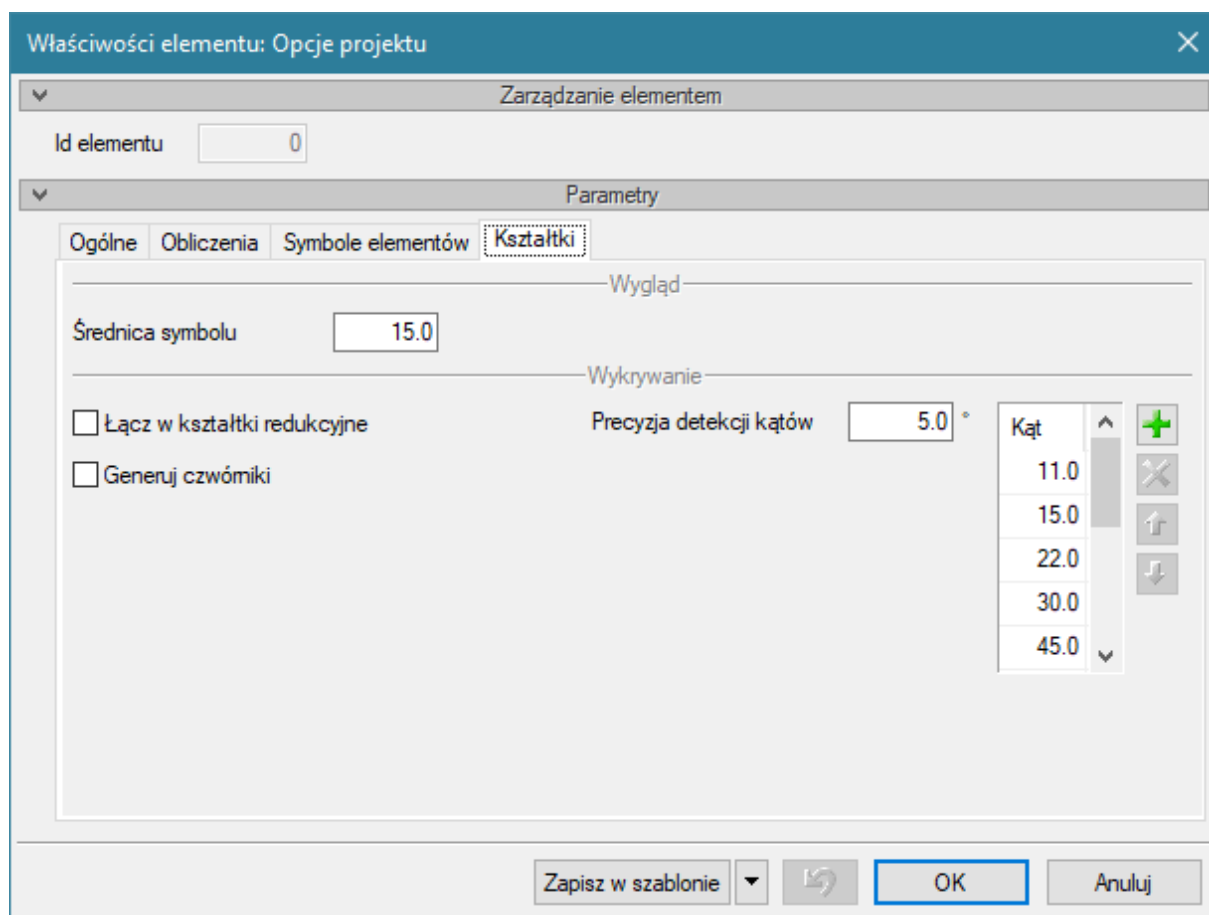 Właściwości elementu: Opcje projektu
Zarządzanie elementem
Id elementu 0
Parametry
Ogólne Obliczenia Symbole elementów Kształtki
Wygląd
Średnica symbolu 15.0
Wykrywanie
Łącz w kształtki redukcyjne Precyzja detekcji kątów 5.0 ° Kąt
Generuj czwórniki 11.0
15.0
22.0
30.0
45.0
Zapisz w szablonie OK Anuluj